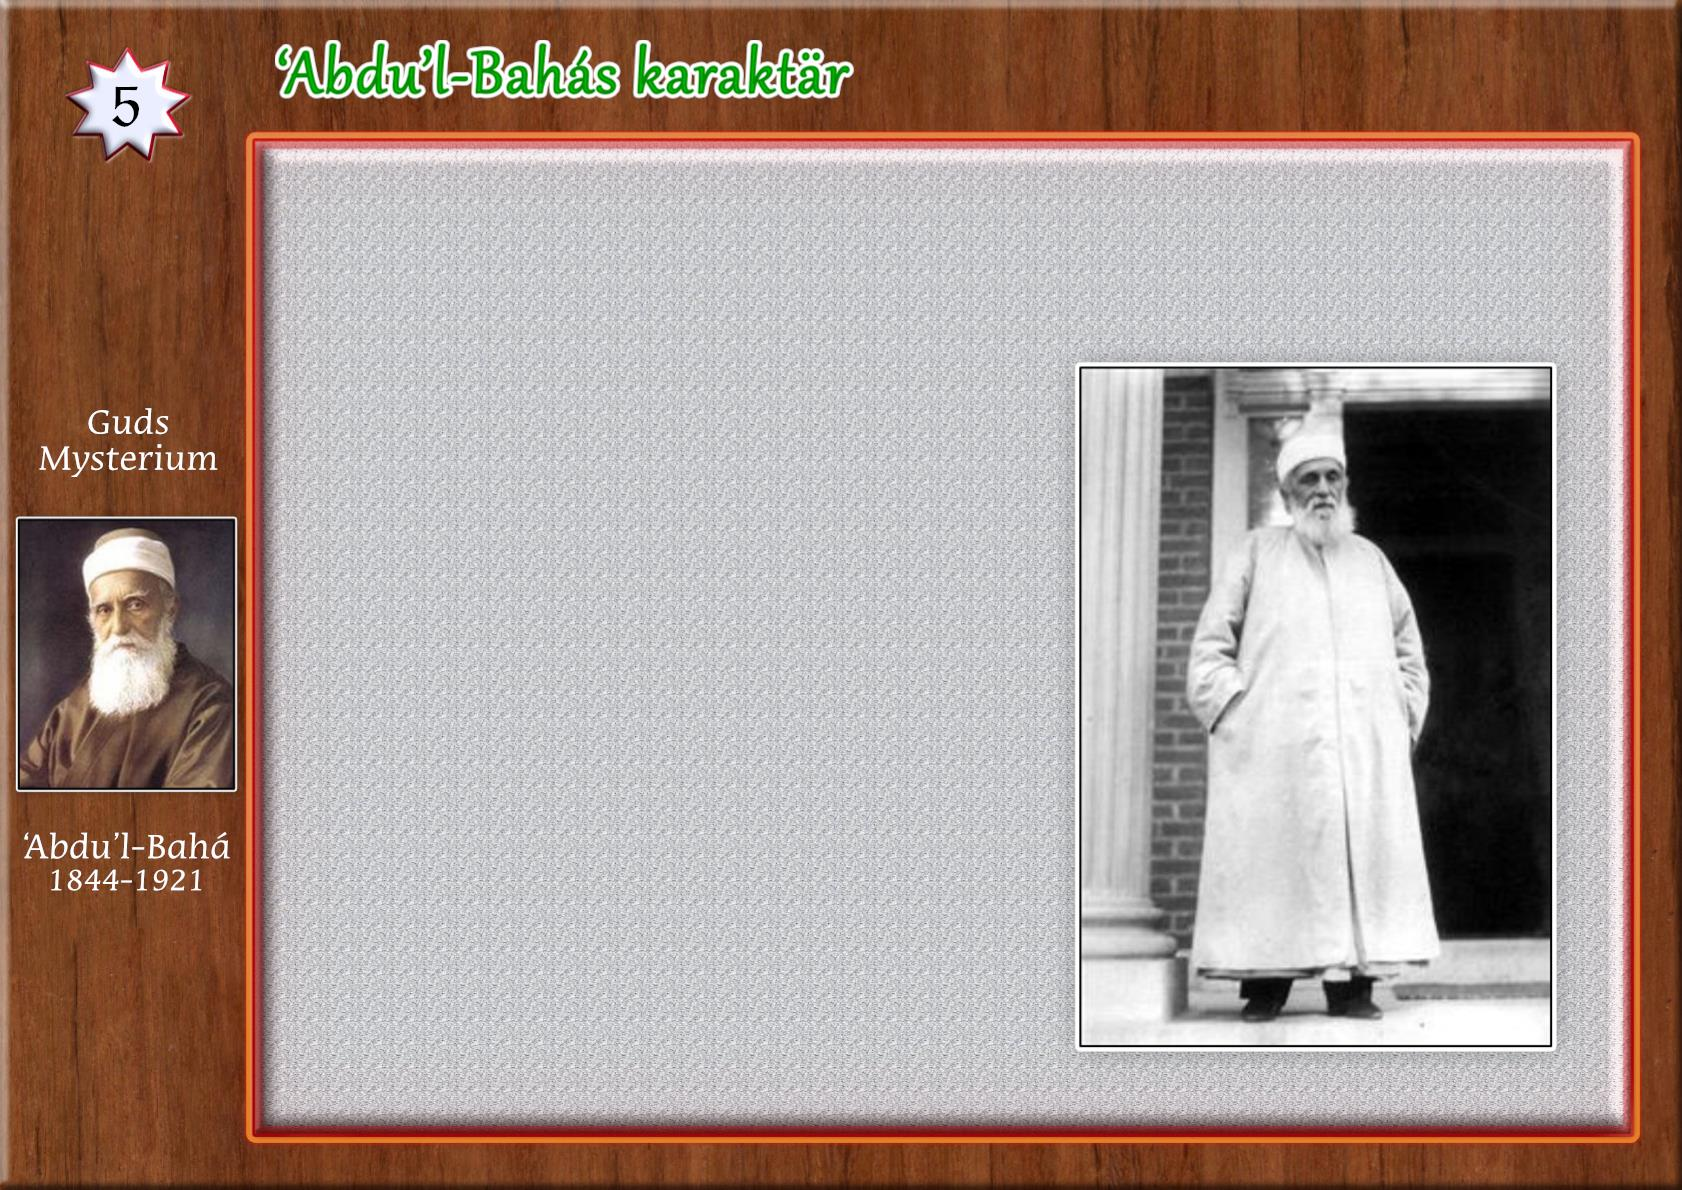 5
‘Abdu’l-Bahás karaktär
Guds
Mysterium
‘Abdu’l-Bahá
1844-1921